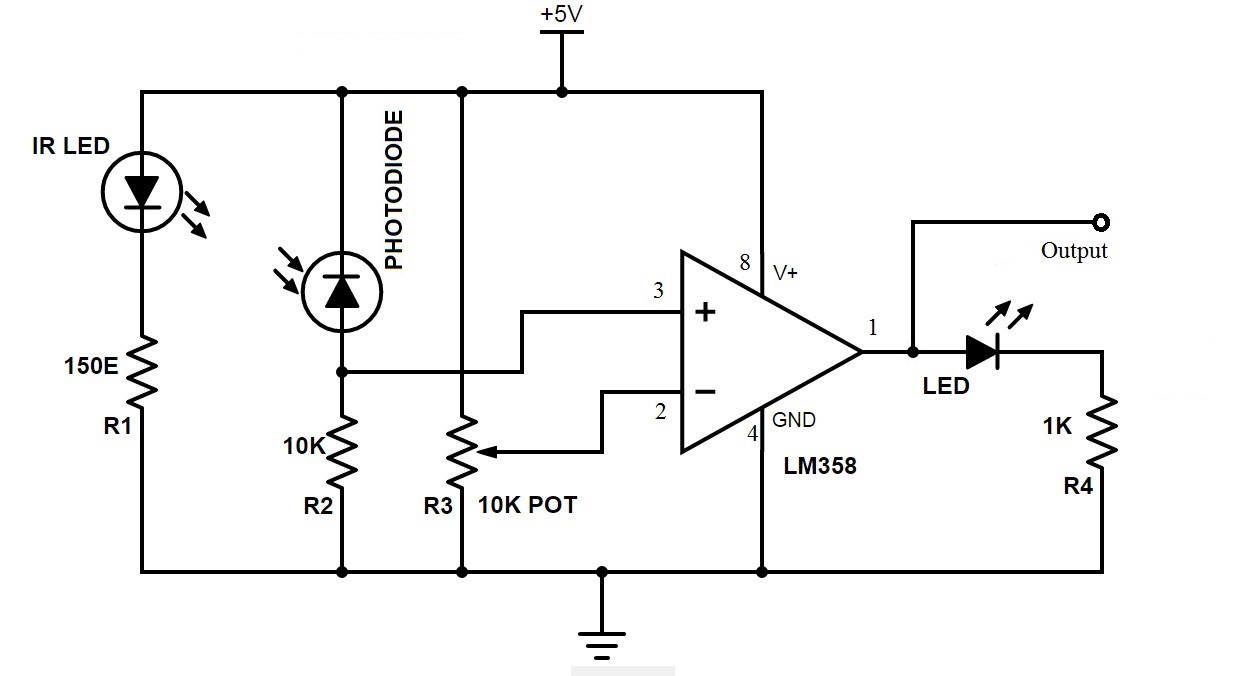 +5V
IR LED
PHOTODIODE
8
V+
Output
3
+
1
150E
R1
−
2
LED
GND
4
1K
10K
LM358
R4
R2
R3
10K POT